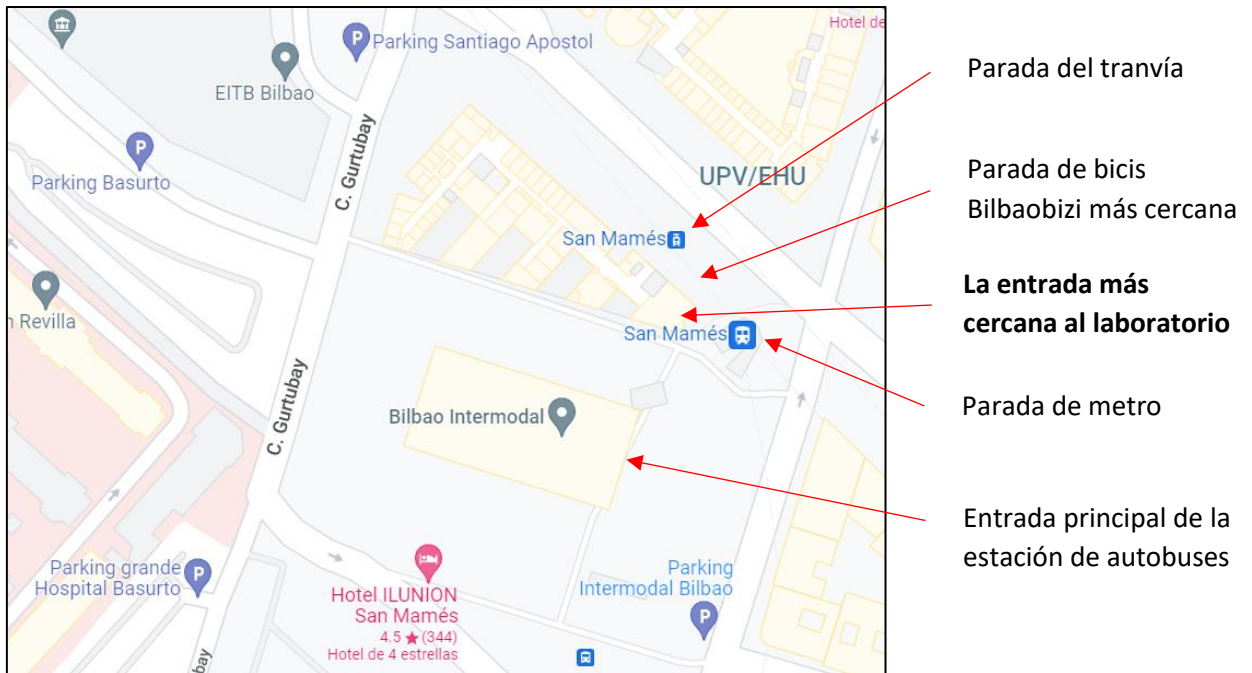 Hotel de
Parking Santiago Apostol
EITB Bilbao
C. Gurtubay
Parking Basurto
UPV/EHU
San Mamés
Revilla
San Mamés
Bilbao Intermodal
C. Gurtubay
Parking grande
Hospital Basurto
Hotel ILUNION
San Mamés
4.5 ★ (344)
Hotel de 4 estrellas
Parking
Intermodal Bilbao
Parada del tranvía
Parada de bicis
Bilbaobizi más cercana
La entrada más
cercana al laboratorio
Parada de metro
Entrada principal de la
estación de autobuses